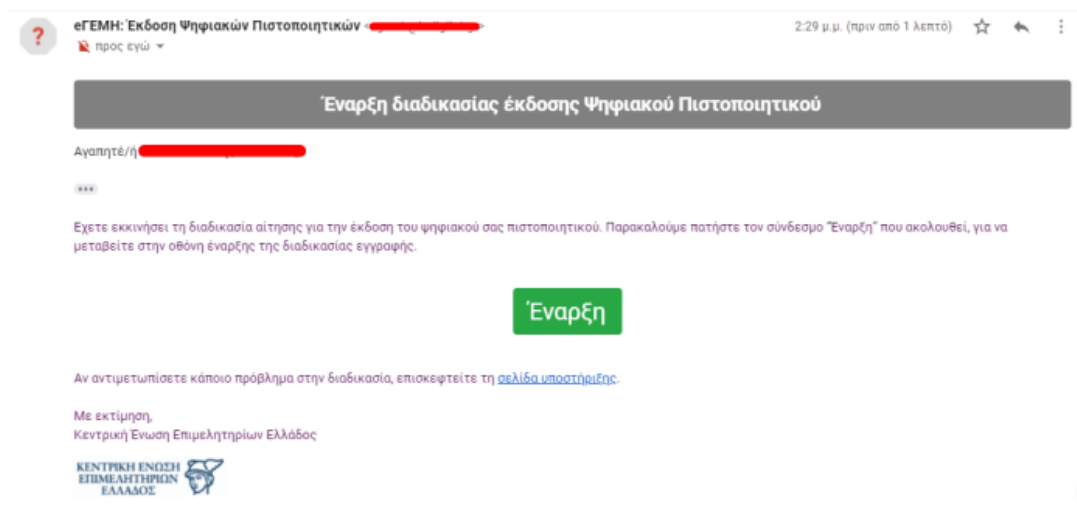 ?
eΓΕΜΗ: Έκδοση Ψηφιακών Πιστοποιητικών
2:29 μ.μ. (πριν από 1 λεπτό)
προς εγώ
Έναρξη διαδικασίας έκδοσης Ψηφιακού Πιστοποιητικού
Αγαπητέ/ή
Εχετε εκκινήσει τη διαδικασία αίτησης για την έκδοση του ψηφιακού σας πιστοποιητικού. Παρακαλούμε πατήστε τον σύνδεσμο "Έναρξη" που ακολουθεί, για να
μεταβείτε στην οθόνη έναρξης της διαδικασίας εγγραφής.
Έναρξη
Αν αντιμετωπίσετε κάποιο πρόβλημα στην διαδικασία, επισκεφτείτε τη σελίδα υποστήριξης.
Με εκτίμηση,
Κεντρική Ένωση Επιμελητηρίων Ελλάδος
ΚΕΝΤΡΙΚΗ ΕΝΩΣΗ
ΕΠΙΜΕΛΗΤΗΡΙΩΝ
ΕΛΛΑΔΟΣ